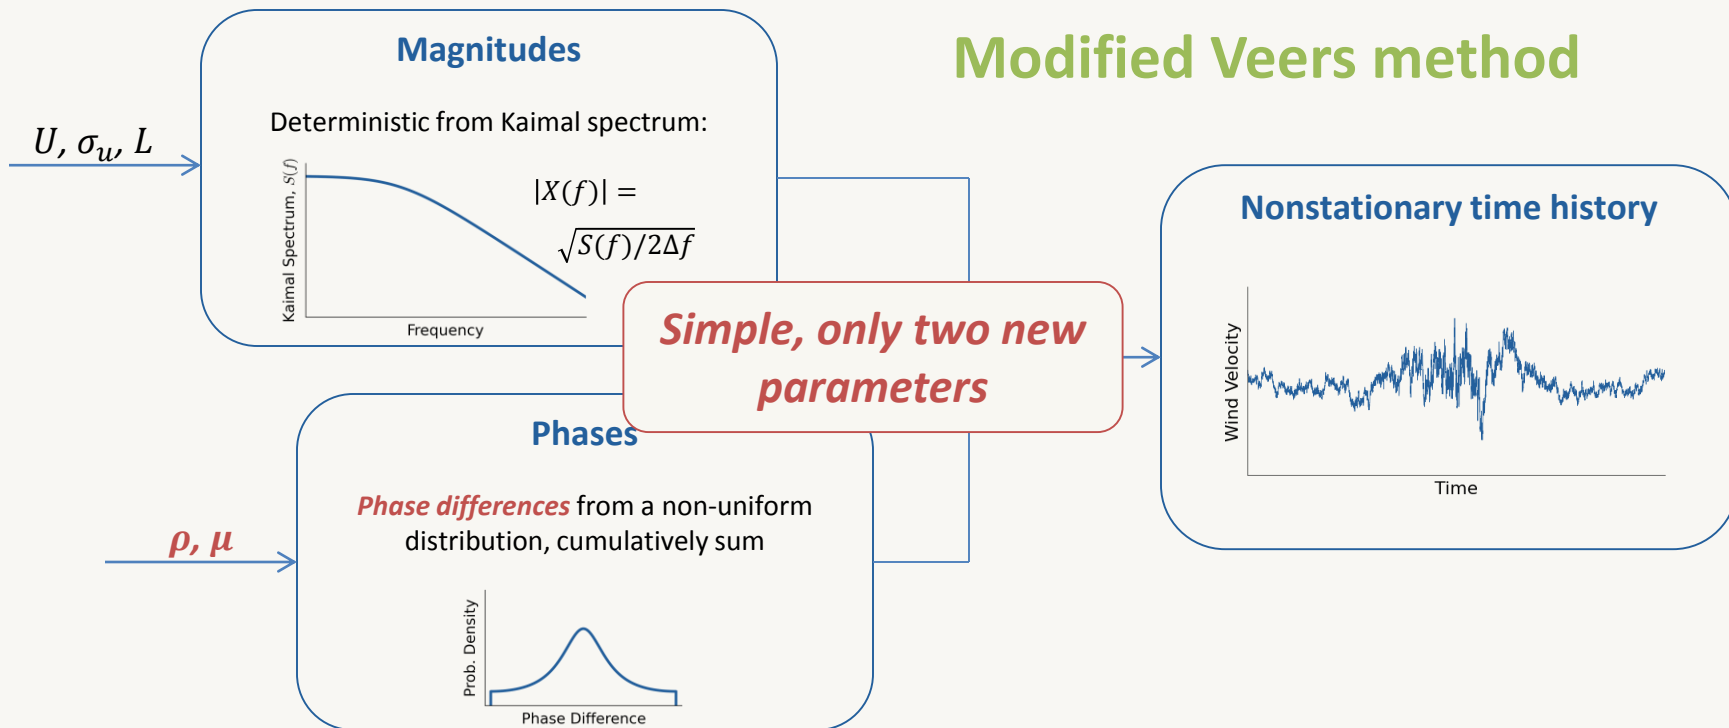 Modified Veers method
Magnitudes
Deterministic from Kaimal spectrum:
U, σᵤ, L
Kaimal Spectrum, S(f)
Frequency
|X(f)| =
√S(f)/2Δf
Simple, only two new
parameters
Phases
Phase differences from a non-uniform
distribution, cumulatively sum
ρ, μ
Prob. Density
Phase Difference
Nonstationary time history
Wind Velocity
Time